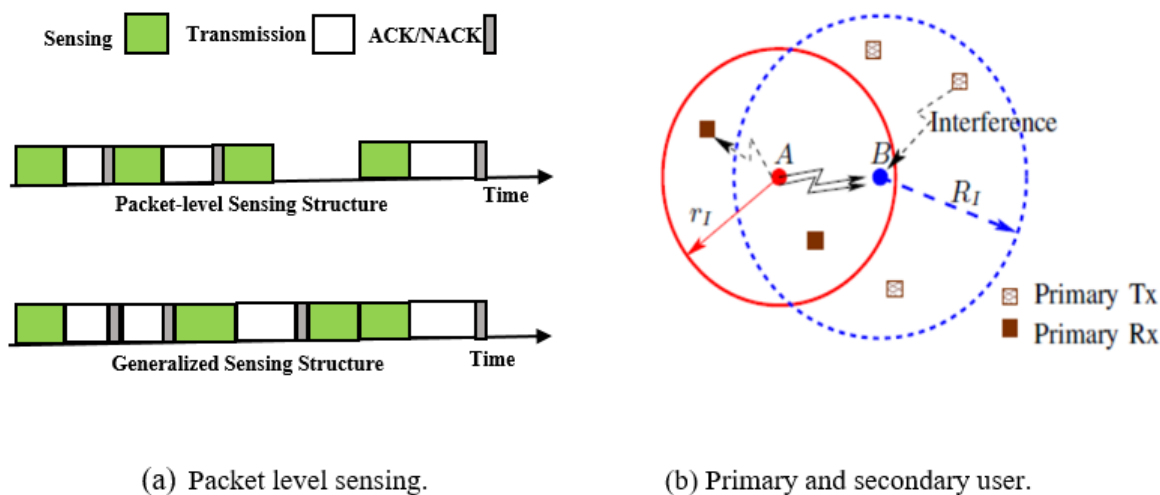 Sensing Transmission ACK/NACK
Time
Packet-level Sensing Structure
Time
Generalized Sensing Structure
(a) Packet level sensing.
Interference
A B
r_I R_I
Primary Tx
Primary Rx
(b) Primary and secondary user.